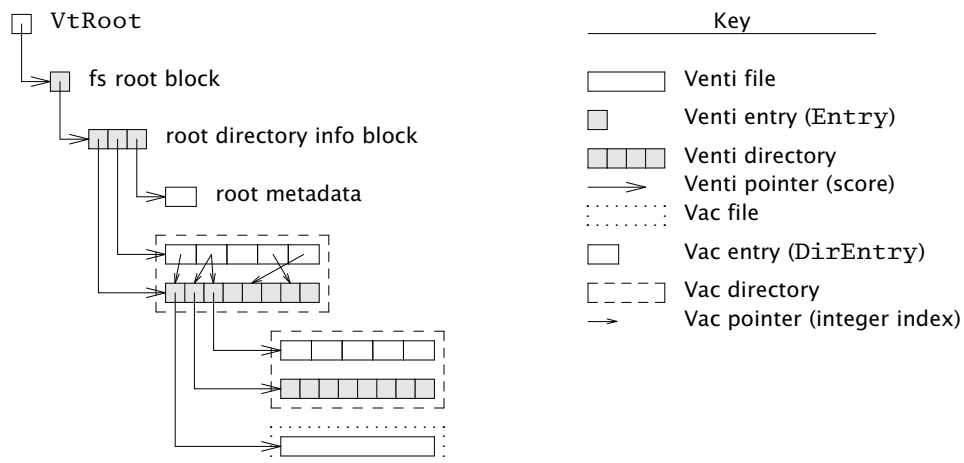 VtRoot
fs root block
root directory info block
root metadata
Key
Venti file
Venti entry (Entry)
Venti directory
Venti pointer (score)
Vac file
Vac entry (DirEntry)
Vac directory
Vac pointer (integer index)